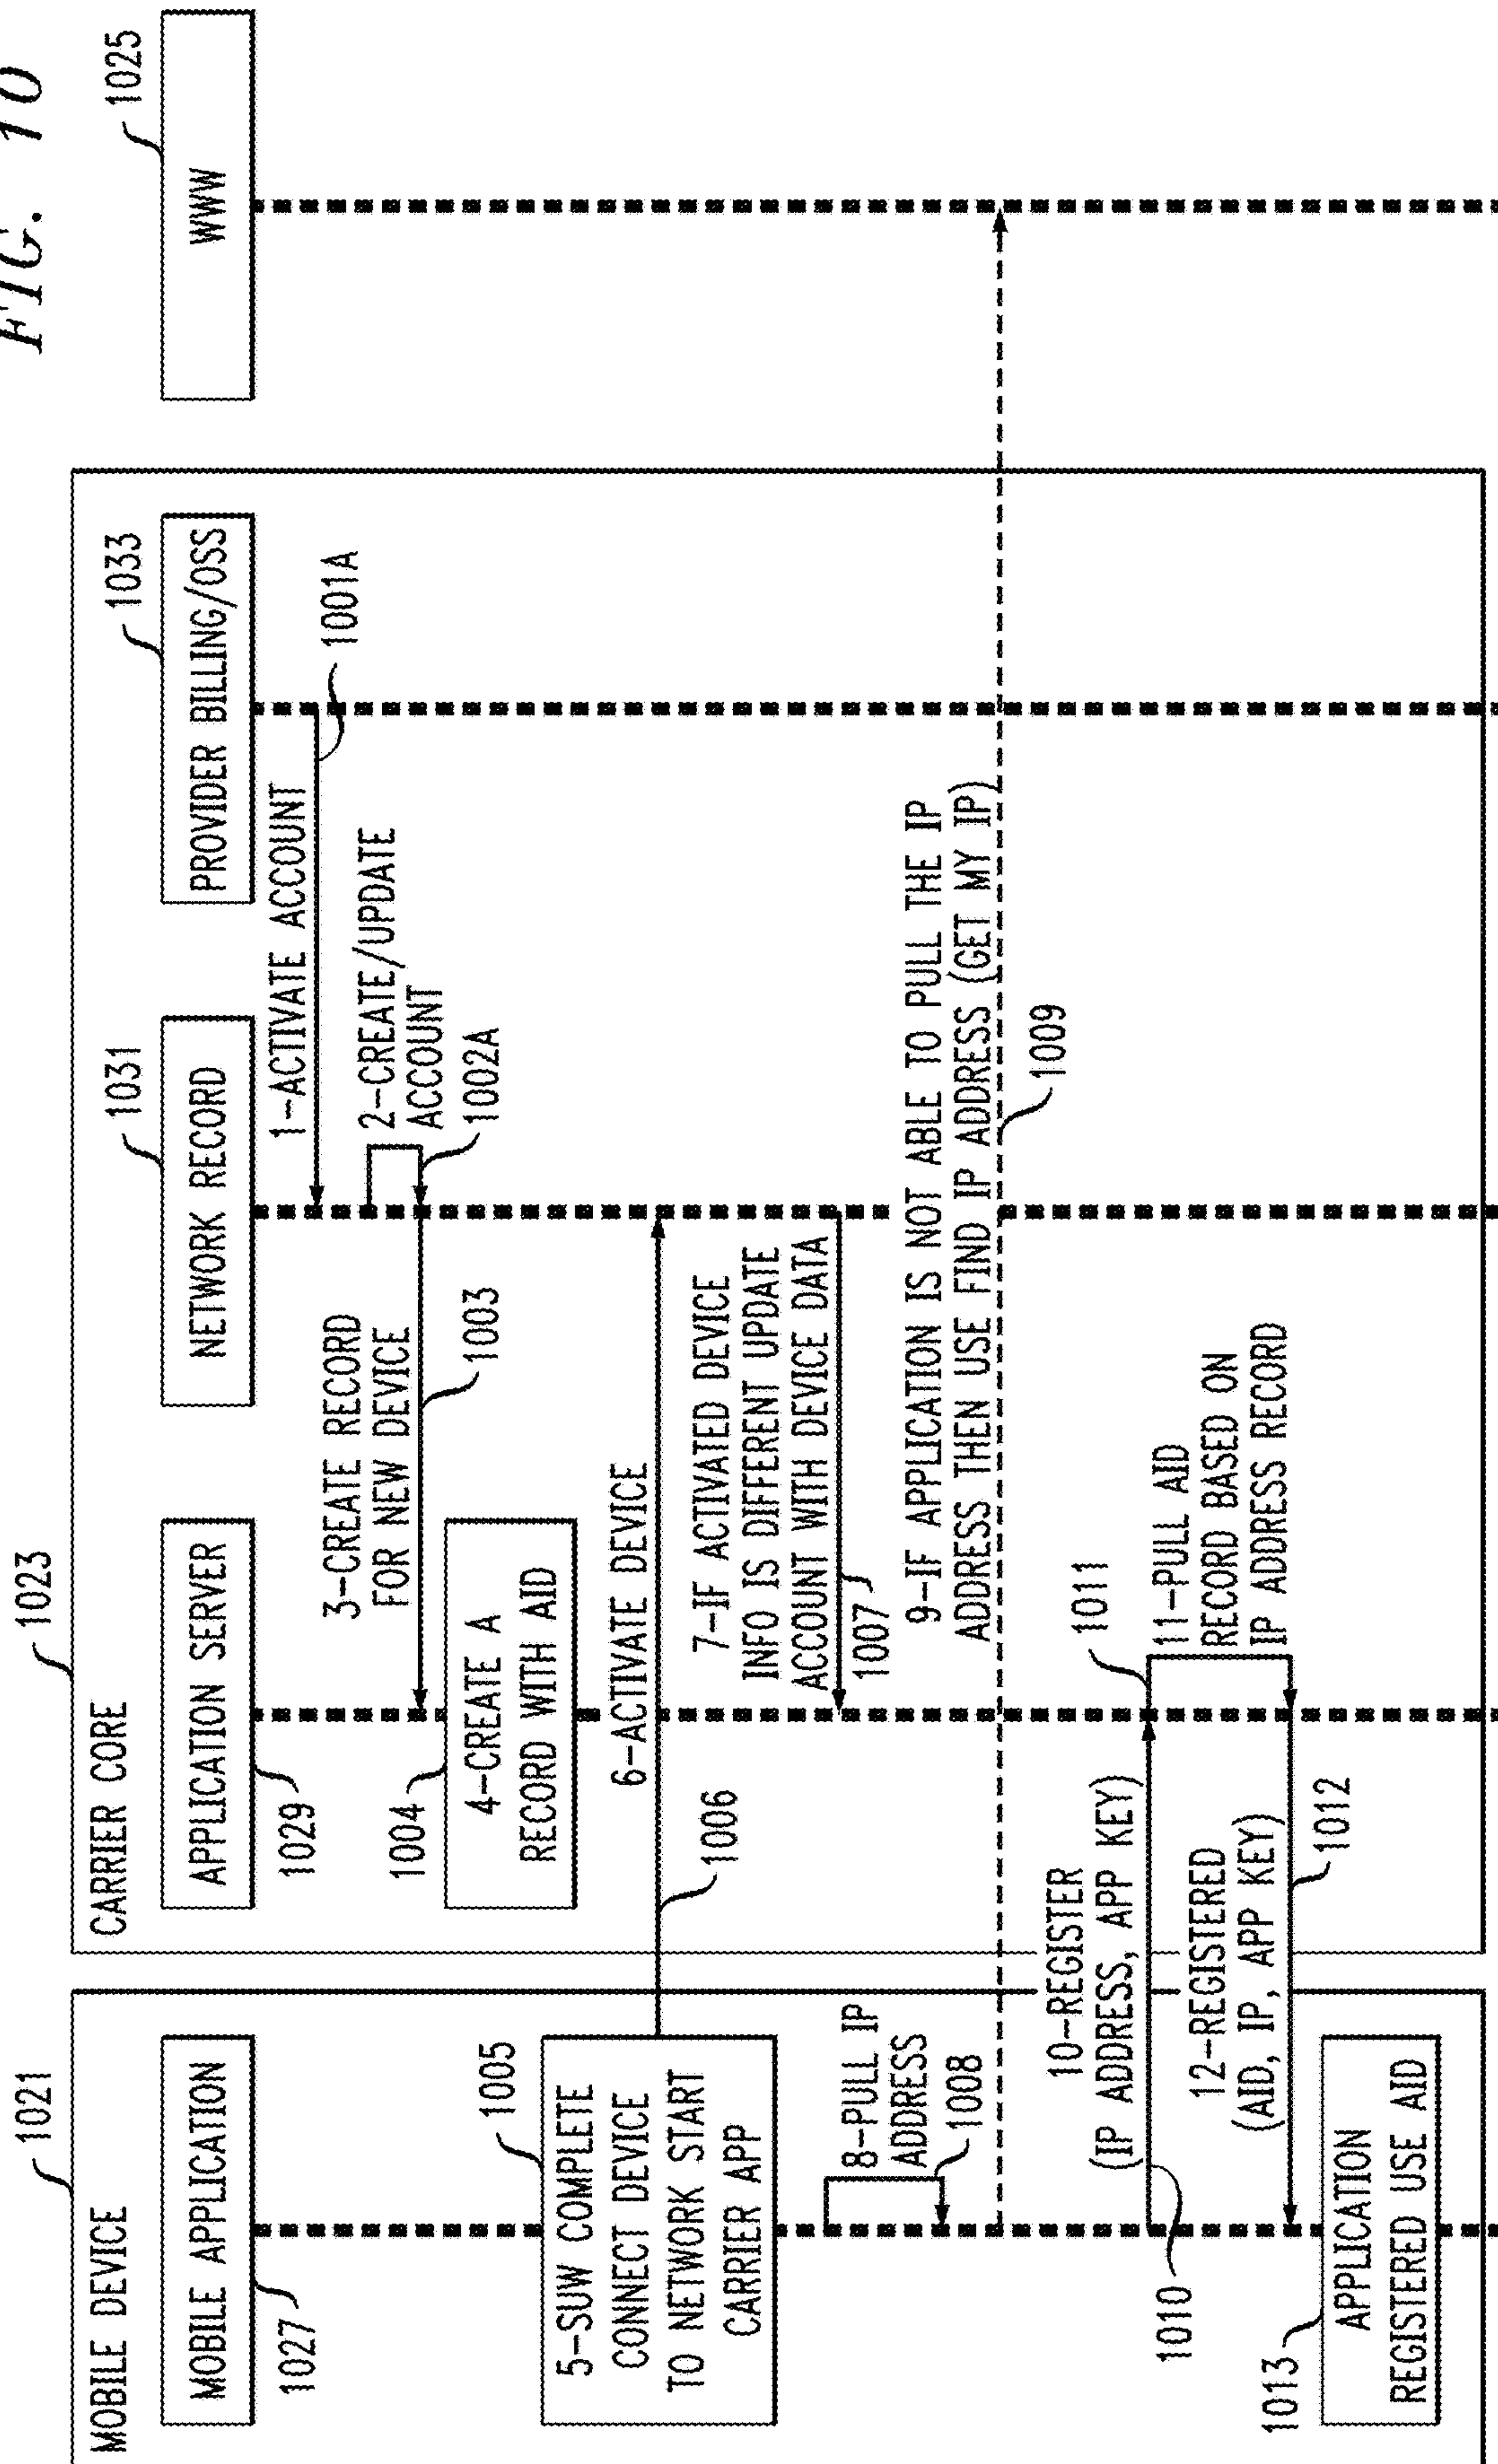 FIG. 10
1021
MOBILE DEVICE
MOBILE APPLICATION
1027
1023
CARRIER CORE
APPLICATION SERVER
1029
NETWORK RECORD
1031
PROVIDER BILLING/OSS
1033
WWW
1025
1-ACTIVATE ACCOUNT
1001A
2-CREATE/UPDATE
ACCOUNT
1002A
3-CREATE RECORD
FOR NEW DEVICE
1003
1004
4-CREATE A
RECORD WITH AID
1005
5-SUW COMPLETE
CONNECT DEVICE
TO NETWORK START
CARRIER APP
6-ACTIVATE DEVICE
1006
7-IF ACTIVATED DEVICE
INFO IS DIFFERENT UPDATE
ACCOUNT WITH DEVICE DATA
1007
8-PULL IP
ADDRESS
1008
9-IF APPLICATION IS NOT ABLE TO PULL THE IP
ADDRESS THEN USE FIND IP ADDRESS (GET MY IP)
1009
10-REGISTER
(IP ADDRESS, APP KEY)
1010
1011
11-PULL AID
RECORD BASED ON
IP ADDRESS RECORD
12-REGISTERED
(AID, IP, APP KEY)
1012
1013
APPLICATION
REGISTERED USE AID